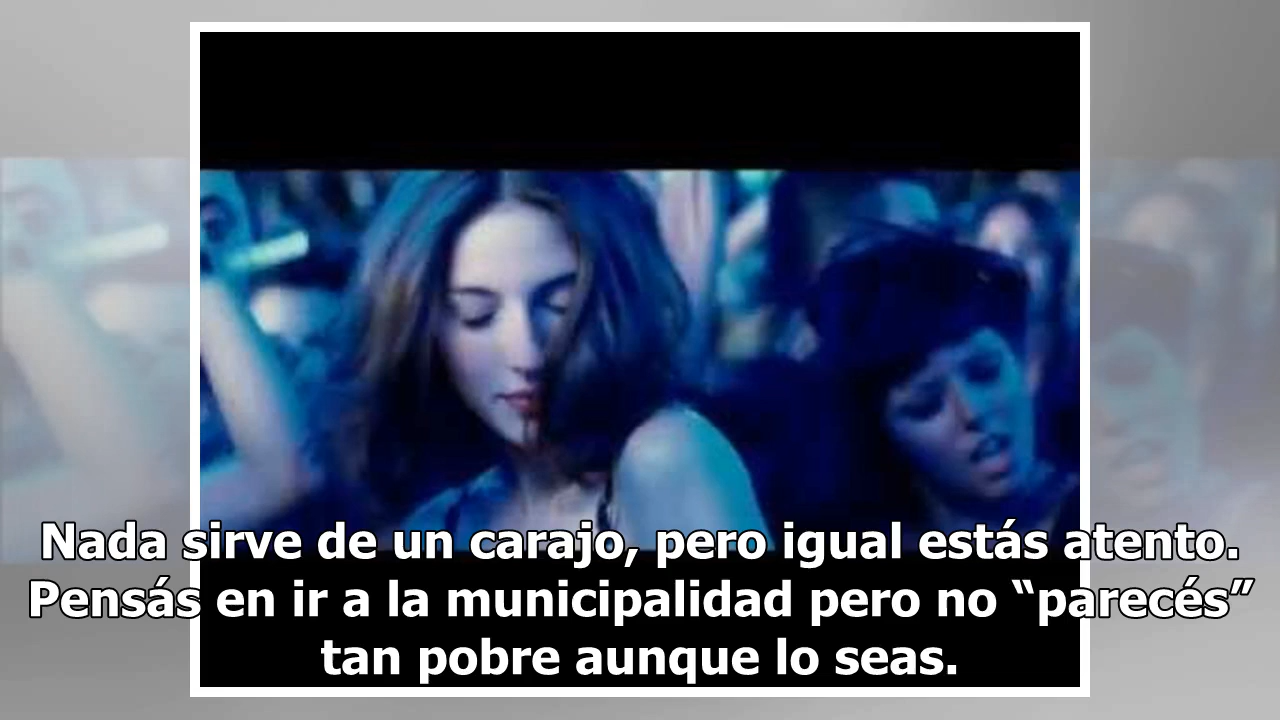 Nada sirve de un carajo, pero igual estás atento.
Pensás en ir a la municipalidad pero no “parecés”
tan pobre aunque lo seas.